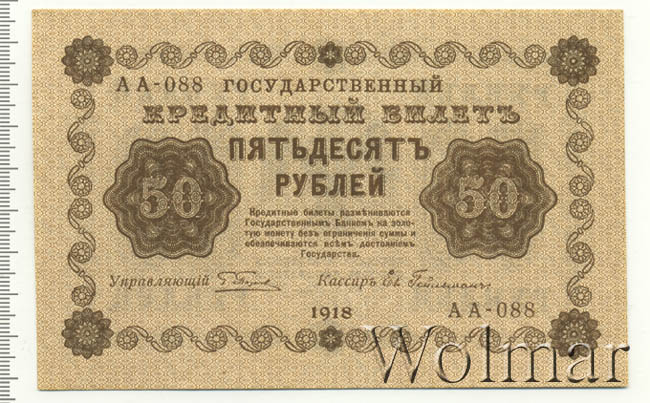 АА-088 ГОСУДАРСТВЕННЫЙ
КРЕДИТНЫЙ БИЛЕТЪ
ПЯТЬДЕСЯТЪ
РУБЛЕЙ
50
50
Кредитные билеты размѣниваются
Государственнымъ Банкомъ на золо-
тую монету безъ ограниченія суммы и
обезпечиваются всѣмъ достояніемъ
Государства.
Управляющій
Кассиръ
1918
АА-088
Wolmar